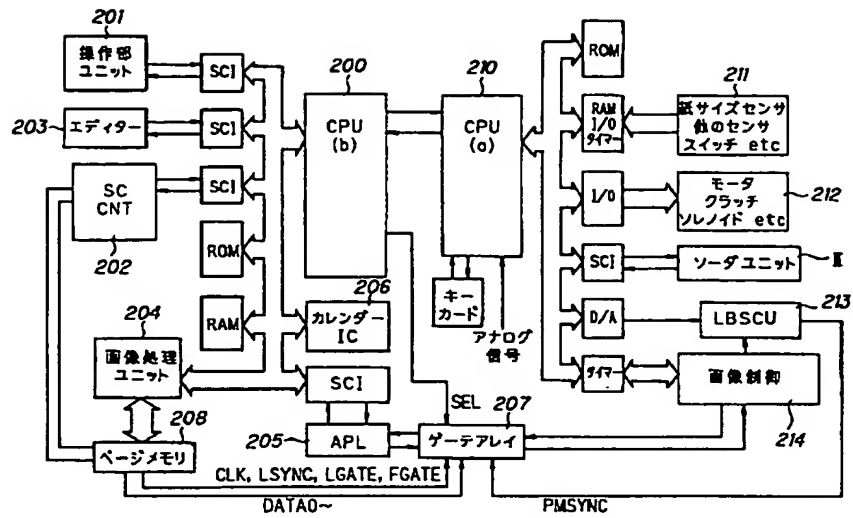 201
操作部
ユニット
SCI
203
エディター
SCI
SC
CNT
202
SCI
ROM
RAM
204
画像処理
ユニット
208
ページメモリ
200
CPU
(b)
206
カレンダー
IC
SCI
205
APL
SEL
207
ゲーテアレイ
CLK, LSYNC, LGATE, FGATE
DATA0~
210
CPU
(a)
キー
カード
アナログ
信号
ROM
RAM
I/O
タイマー
211
紙サイズセンサ
他のセンサ
スイッチ etc
I/O
モータ
クラッチ
ソレノイド etc
212
SCI
ソーダユニット
II
D/A
LBSCU
213
タイマー
画像制御
214
PMSYNC